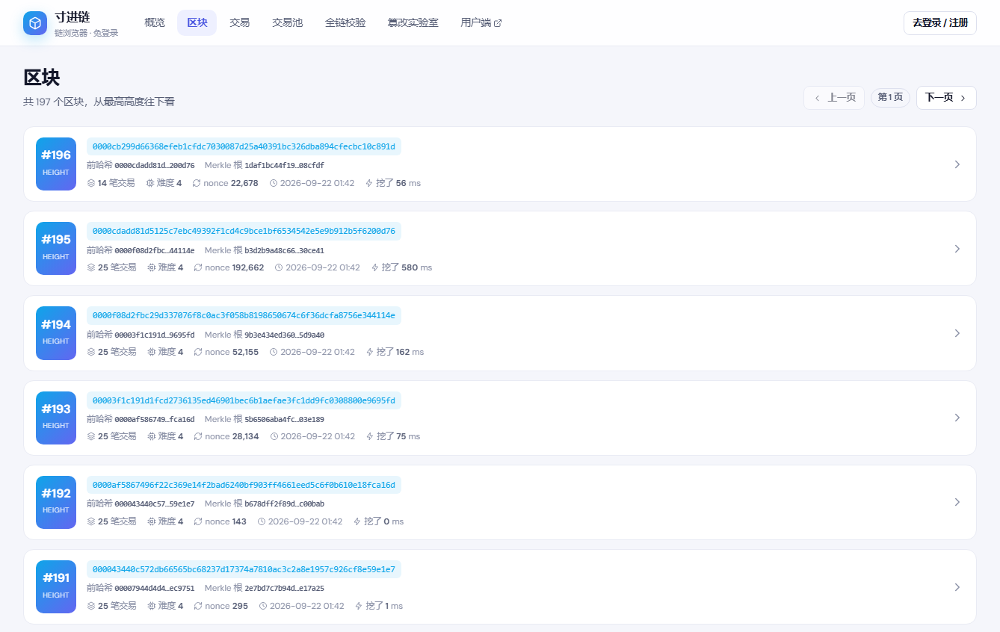 寸进链
链浏览器 · 免登录
概览 区块 交易 交易池 全链校验 篡改实验室 用户端
去登录 / 注册
区块
共 197 个区块，从最高高度往下看
上一页 第 1 页 下一页
#196
HEIGHT
0000cb299d66368efeb1cfdc7030087d25a40391bc326dba894cfecbc10c891d
前哈希 0000cdadd81d…200d76 Merkle 根 1daf1bc44f19…08cfdf
14 笔交易 难度 4 nonce 22,678 2026-09-22 01:42 挖了 56 ms
#195
HEIGHT
0000cdadd81d5125c7ebc49392f1cd4c9bce1bf6534542e5e9b912b5f6200d76
前哈希 0000f08d2fbc…44114e Merkle 根 b3d2b9a48c66…30ce41
25 笔交易 难度 4 nonce 192,662 2026-09-22 01:42 挖了 580 ms
#194
HEIGHT
0000f08d2fbc29d337076f8c0ac3f058b8198650674c6f36dcfa8756e344114e
前哈希 00003f1c191d…9695fd Merkle 根 9b3e434ed360…5d9a40
25 笔交易 难度 4 nonce 52,155 2026-09-22 01:42 挖了 162 ms
#193
HEIGHT
00003f1c191d1fcd2736135ed46901bec6b1aefae3fc1dd9fc0308800e9695fd
前哈希 0000af586749…fca16d Merkle 根 5b6506aba4fc…03e189
25 笔交易 难度 4 nonce 28,134 2026-09-22 01:42 挖了 75 ms
#192
HEIGHT
0000af5867496f22c369e14f2bad6240bf903ff4661eed5c6f0b610e18fca16d
前哈希 000043440c57…59e1e7 Merkle 根 b678dff2f89d…c00bab
25 笔交易 难度 4 nonce 143 2026-09-22 01:42 挖了 0 ms
#191
HEIGHT
000043440c572db66565bc68237d17374a7810ac3c2a8e1957c926cf8e59e1e7
前哈希 00007944d4d4…ec9751 Merkle 根 2e7bd7c7b94d…e17a25
25 笔交易 难度 4 nonce 295 2026-09-22 01:42 挖了 1 ms